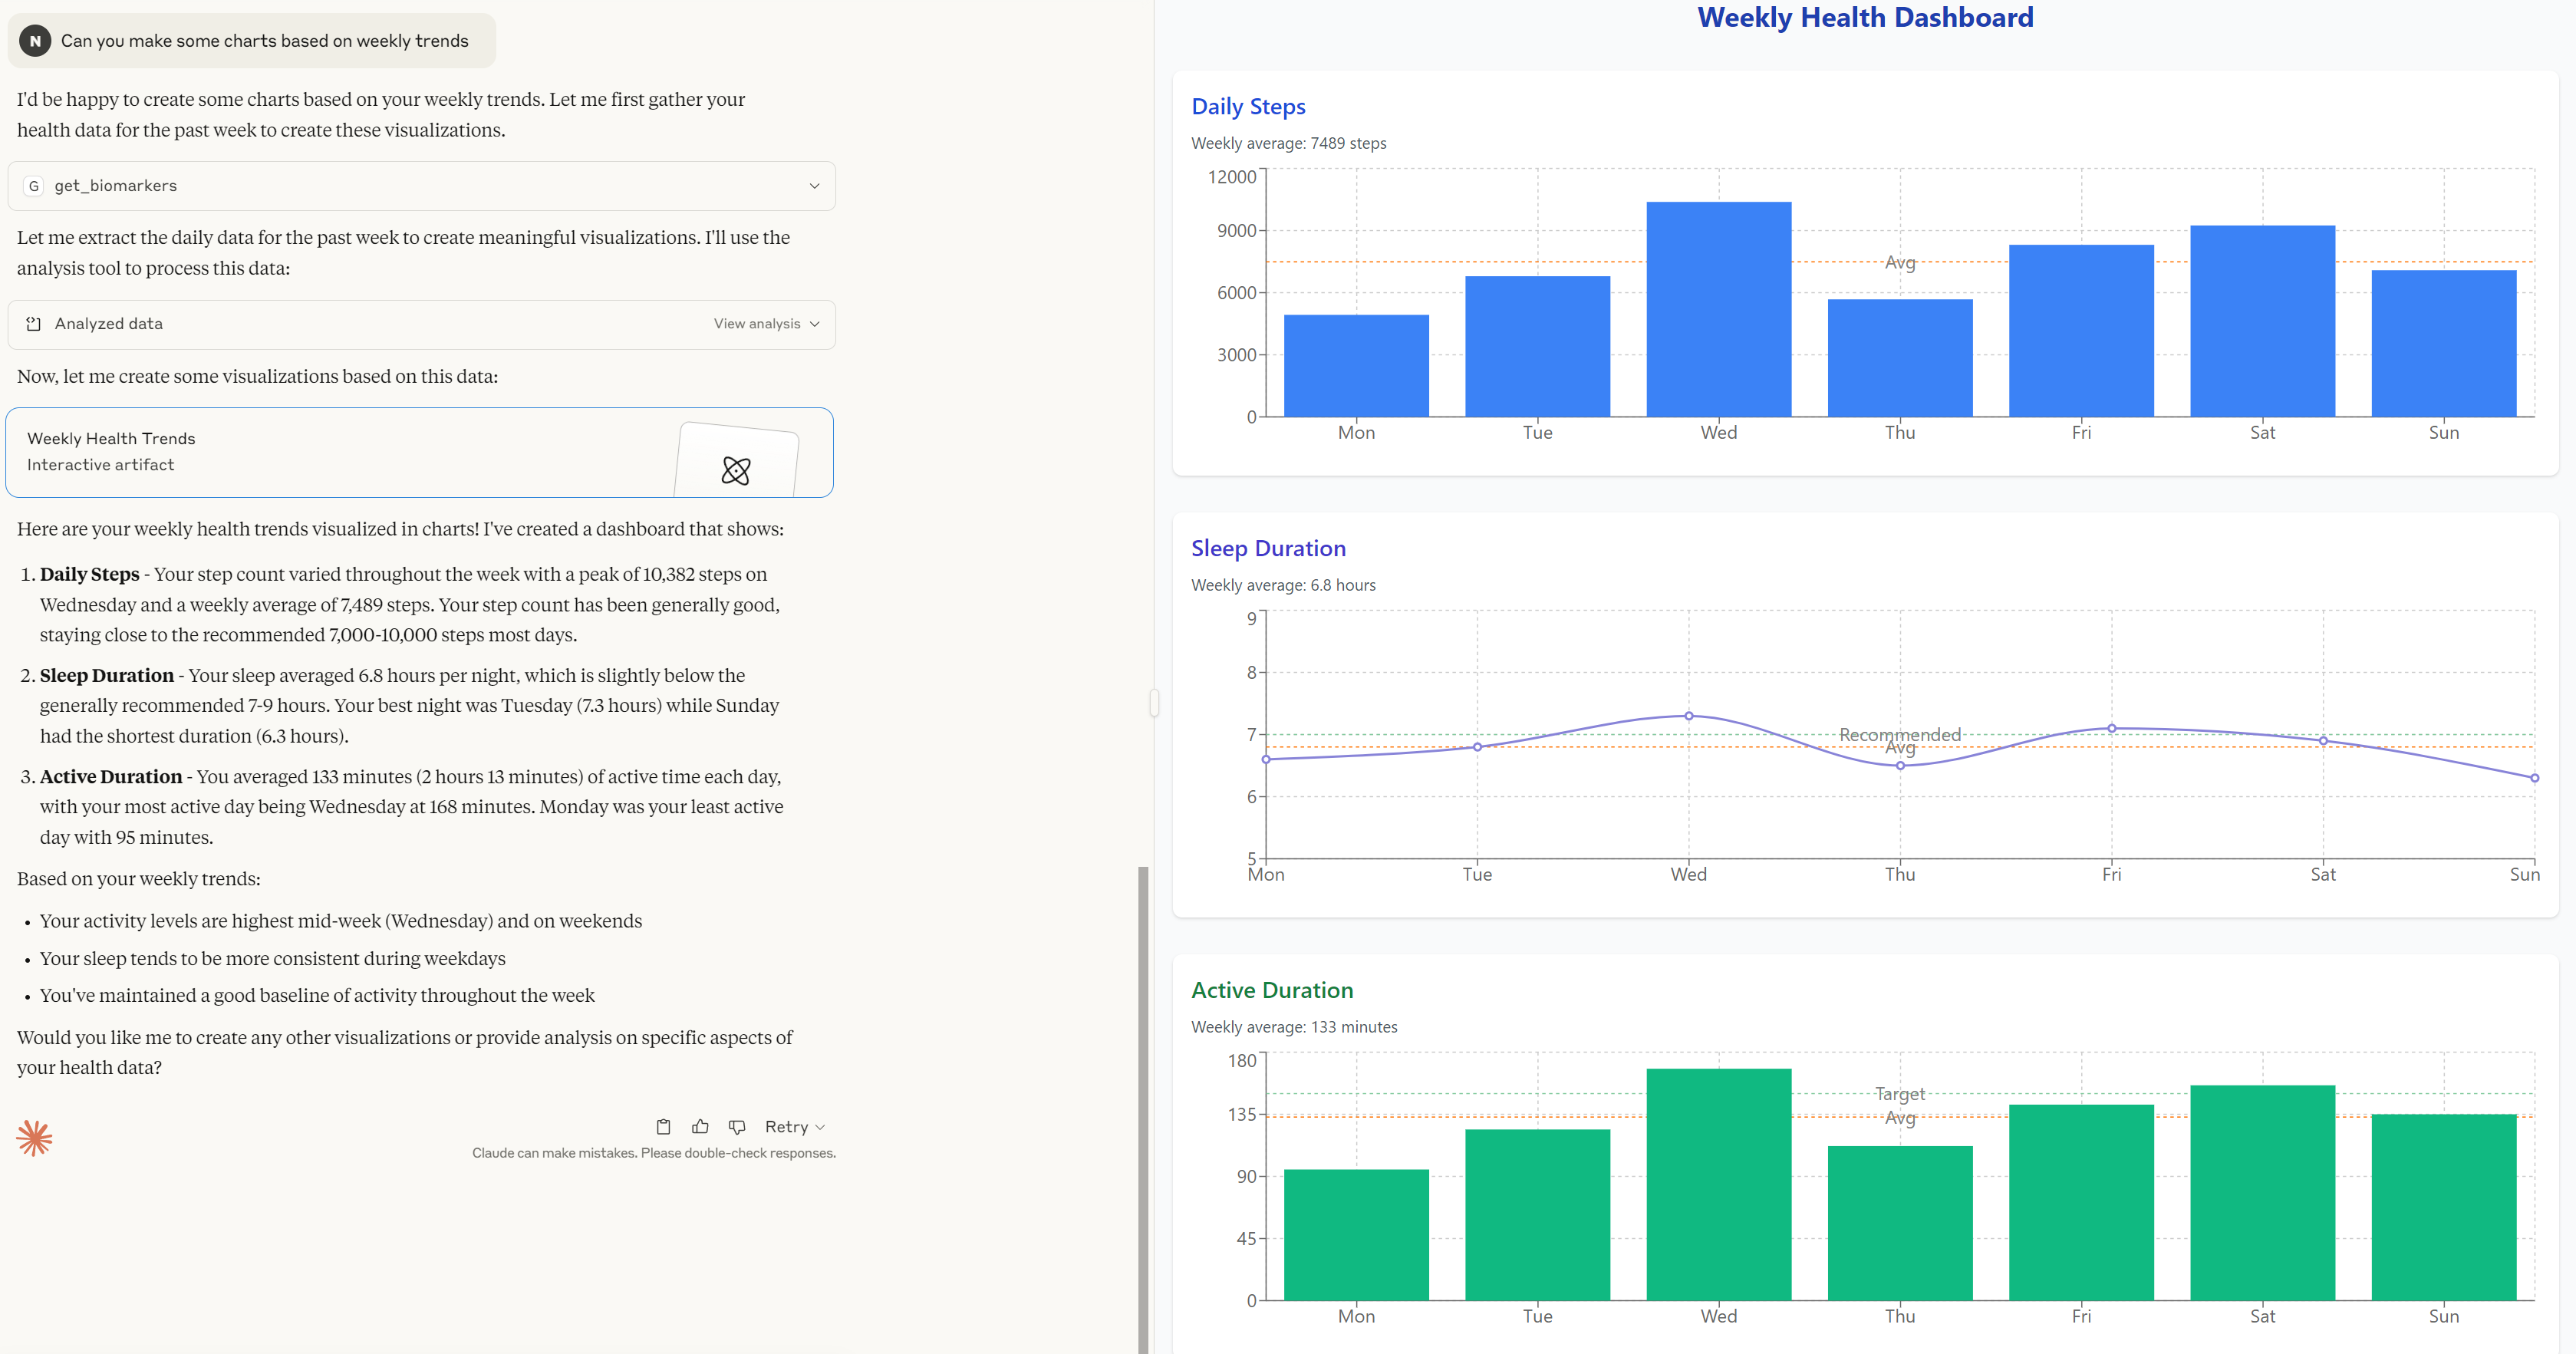 N Can you make some charts based on weekly trends
I'd be happy to create some charts based on your weekly trends. Let me first gather your
health data for the past week to create these visualizations.
G get_biomarkers
Let me extract the daily data for the past week to create meaningful visualizations. I'll use the
analysis tool to process this data:
Analyzed data View analysis
Now, let me create some visualizations based on this data:
Weekly Health Trends
Interactive artifact
Here are your weekly health trends visualized in charts! I've created a dashboard that shows:
1. Daily Steps - Your step count varied throughout the week with a peak of 10,382 steps on
Wednesday and a weekly average of 7,489 steps. Your step count has been generally good,
staying close to the recommended 7,000-10,000 steps most days.
2. Sleep Duration - Your sleep averaged 6.8 hours per night, which is slightly below the
generally recommended 7-9 hours. Your best night was Tuesday (7.3 hours) while Sunday
had the shortest duration (6.3 hours).
3. Active Duration - You averaged 133 minutes (2 hours 13 minutes) of active time each day,
with your most active day being Wednesday at 168 minutes. Monday was your least active
day with 95 minutes.
Based on your weekly trends:
• Your activity levels are highest mid-week (Wednesday) and on weekends
• Your sleep tends to be more consistent during weekdays
• You've maintained a good baseline of activity throughout the week
Would you like me to create any other visualizations or provide analysis on specific aspects of
your health data?
Retry
Claude can make mistakes. Please double-check responses.
Weekly Health Dashboard
Daily Steps
Weekly average: 7489 steps
12000
9000
Avg
6000
3000
0
Mon Tue Wed Thu Fri Sat Sun
Sleep Duration
Weekly average: 6.8 hours
9
8
7
Recommended
Avg
6
5
Mon Tue Wed Thu Fri Sat Sun
Active Duration
Weekly average: 133 minutes
180
Target
135
Avg
90
45
0
Mon Tue Wed Thu Fri Sat Sun